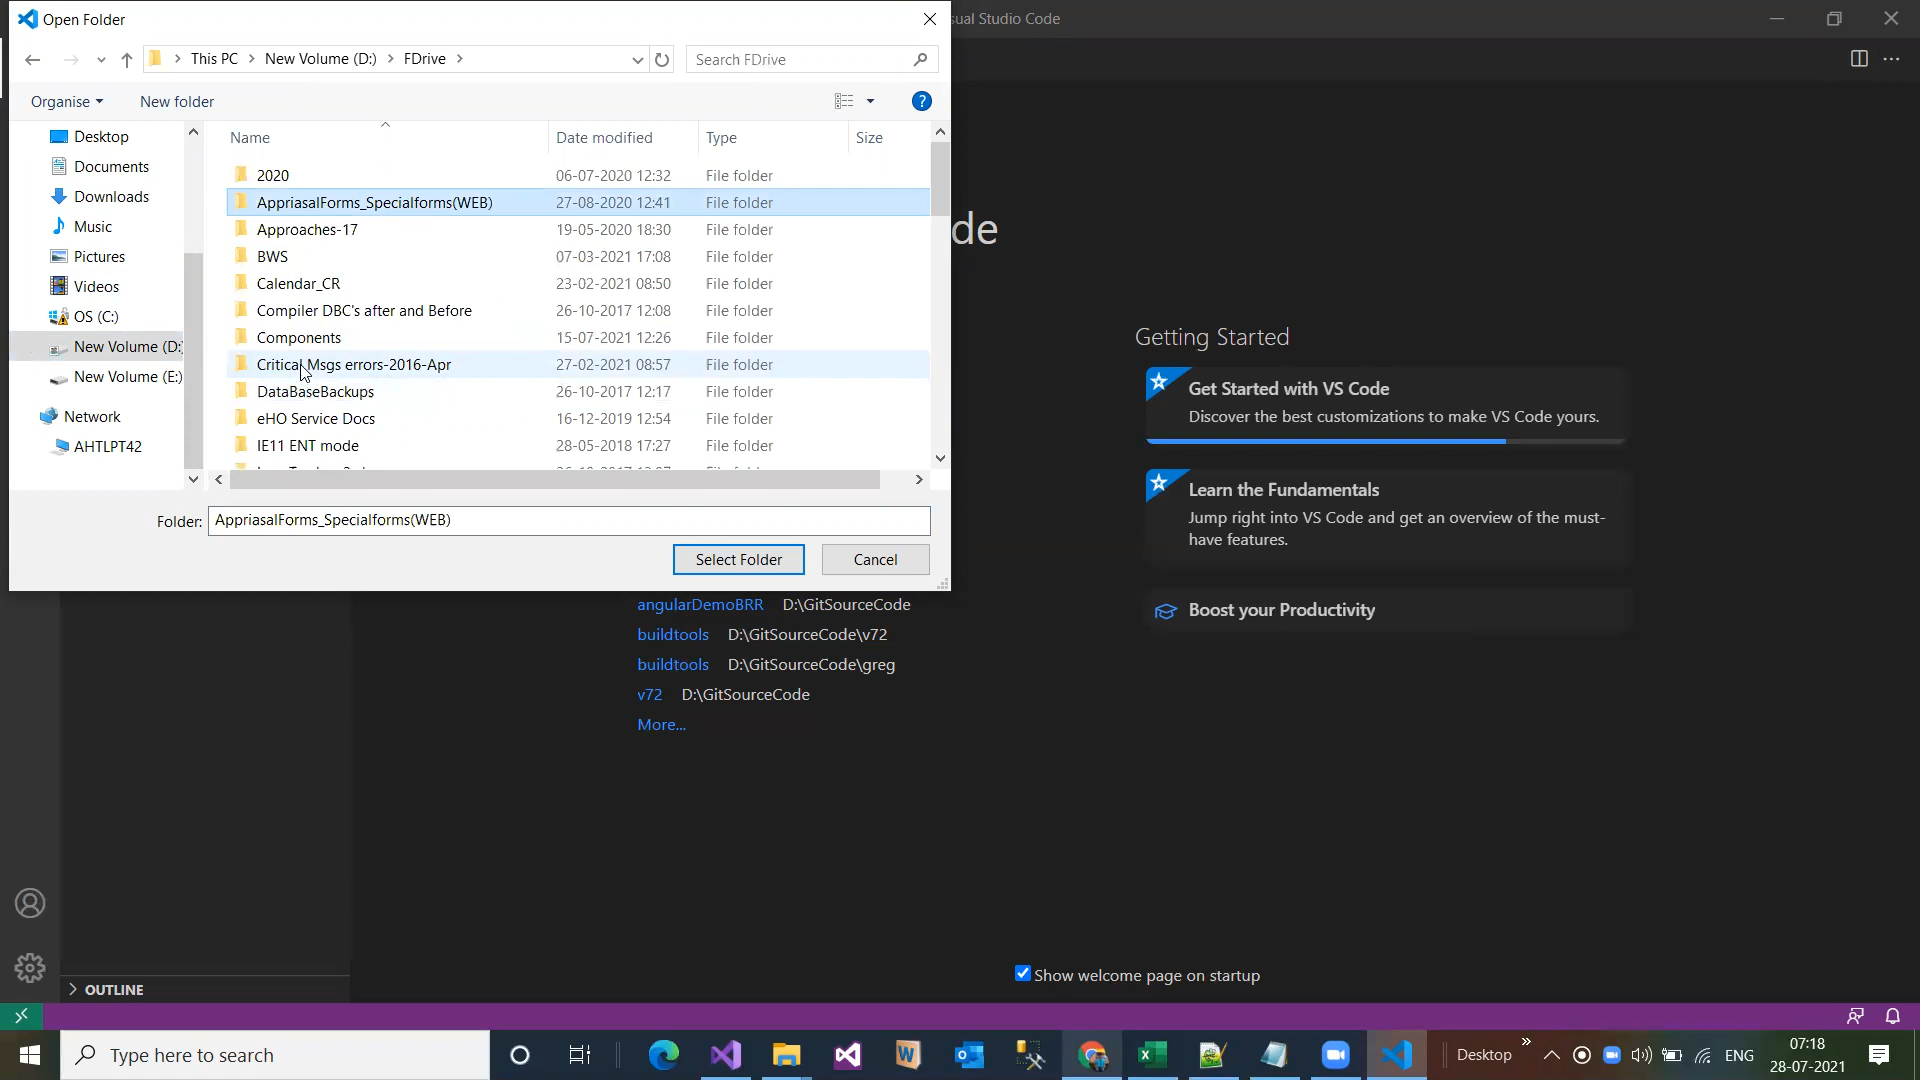 Open Folder
Visual Studio Code
This PC > New Volume (D:) > FDrive >
Search FDrive
Organise
New folder
?
Desktop
Documents
Downloads
Music
Pictures
Videos
OS (C:)
New Volume (D:)
New Volume (E:)
Network
AHTLPT42
Name Date modified Type Size
2020 06-07-2020 12:32 File folder
AppriasalForms_Specialforms(WEB) 27-08-2020 12:41 File folder
Approaches-17 19-05-2020 18:30 File folder
BWS 07-03-2021 17:08 File folder
Calendar_CR 23-02-2021 08:50 File folder
Compiler DBC's after and Before 26-10-2017 12:08 File folder
Components 15-07-2021 12:26 File folder
Critical Msgs errors-2016-Apr 27-02-2021 08:57 File folder
DataBaseBackups 26-10-2017 12:17 File folder
eHO Service Docs 16-12-2019 12:54 File folder
IE11 ENT mode 28-05-2018 17:27 File folder
Folder: AppriasalForms_Specialforms(WEB)
Select Folder
Cancel
de
Getting Started
Get Started with VS Code
Discover the best customizations to make VS Code yours.
Learn the Fundamentals
Jump right into VS Code and get an overview of the must-
have features.
Boost your Productivity
angularDemoBRR D:\GitSourceCode
buildtools D:\GitSourceCode\v72
buildtools D:\GitSourceCode\greg
v72 D:\GitSourceCode
More...
Show welcome page on startup
OUTLINE
Type here to search
Desktop
ENG
07:18
28-07-2021